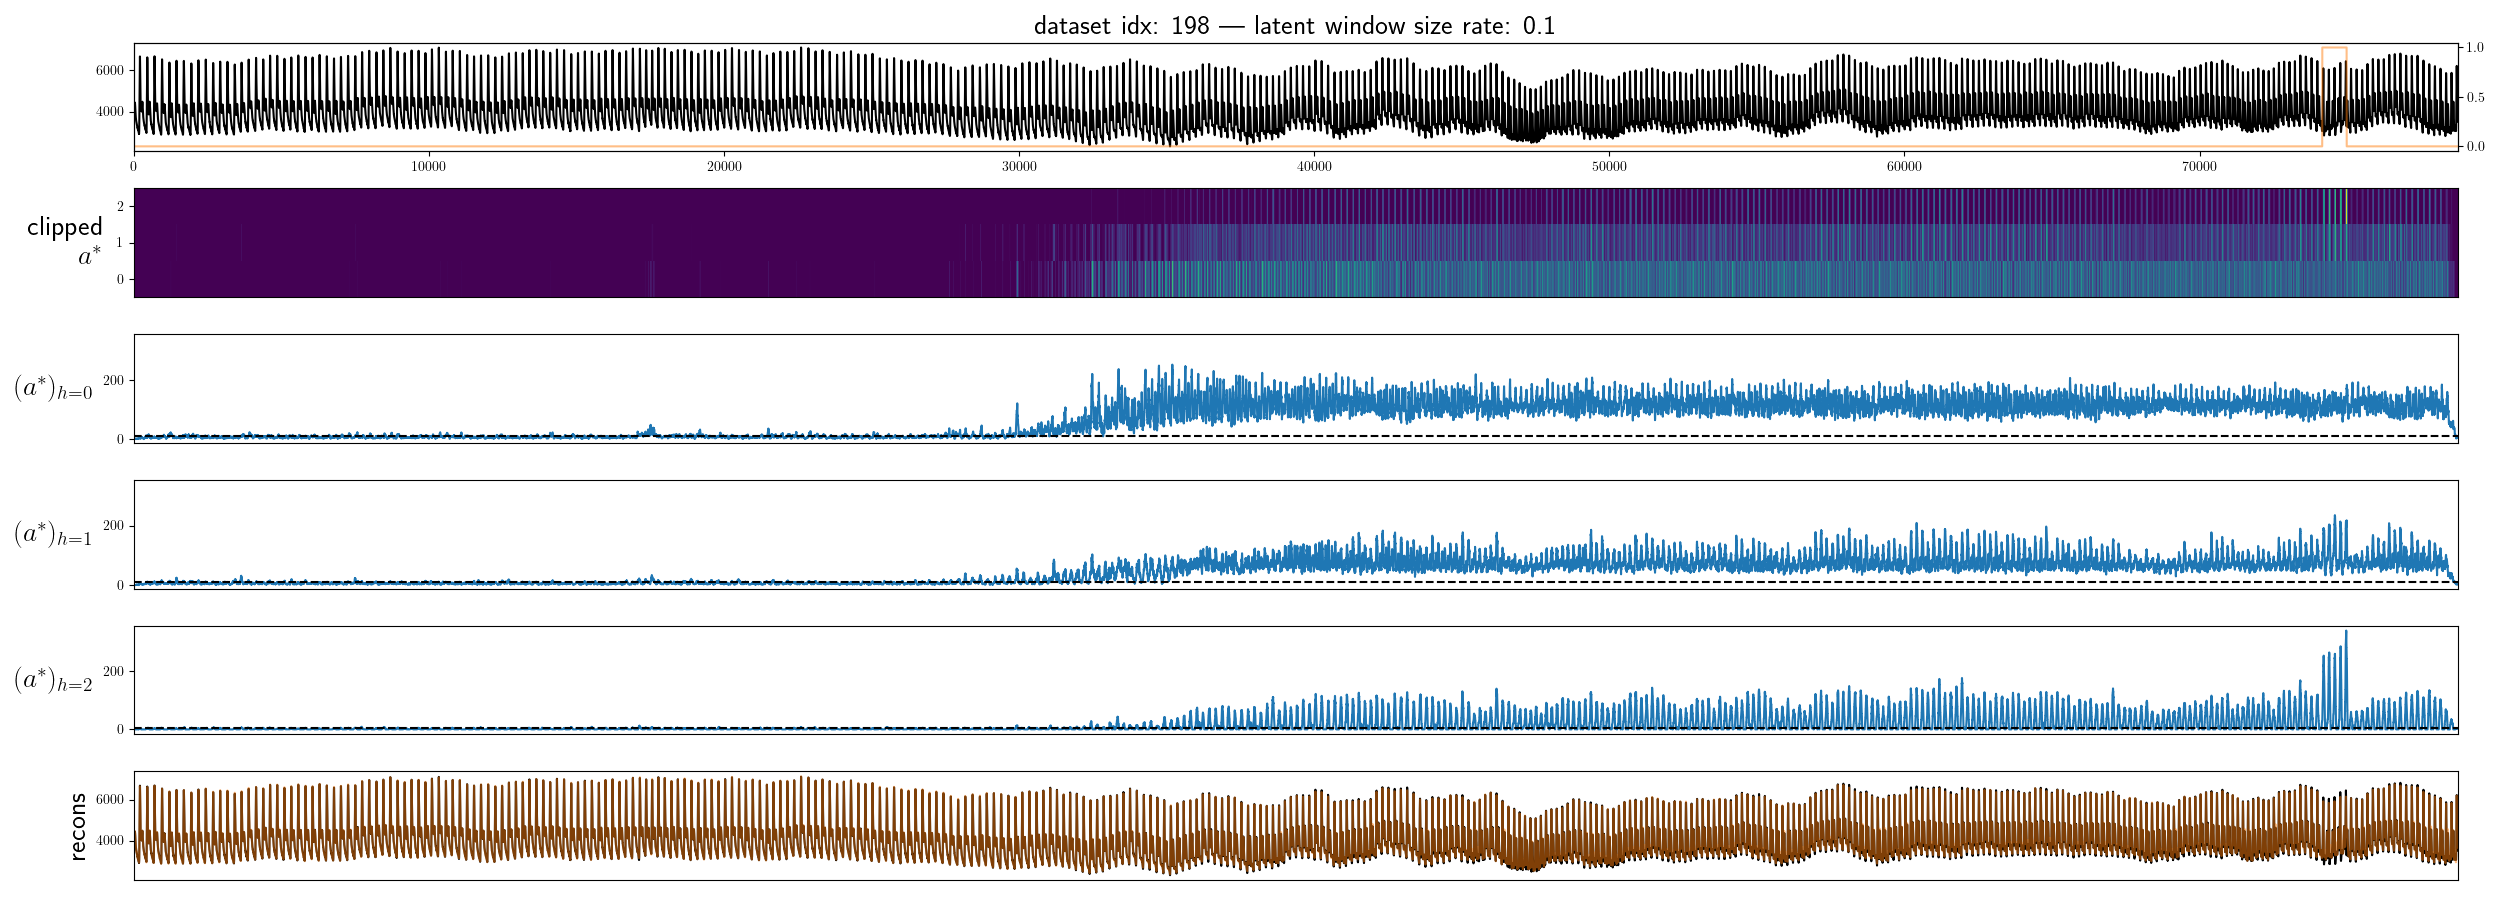 dataset idx: 198 — latent window size rate: 0.1
6000
4000
1.0
0.5
0.0
0 10000 20000 30000 40000 50000 60000 70000
clipped
a*
2
1
0
(a*)h=0
200
0
(a*)h=1
200
0
(a*)h=2
200
0
recons
6000
4000